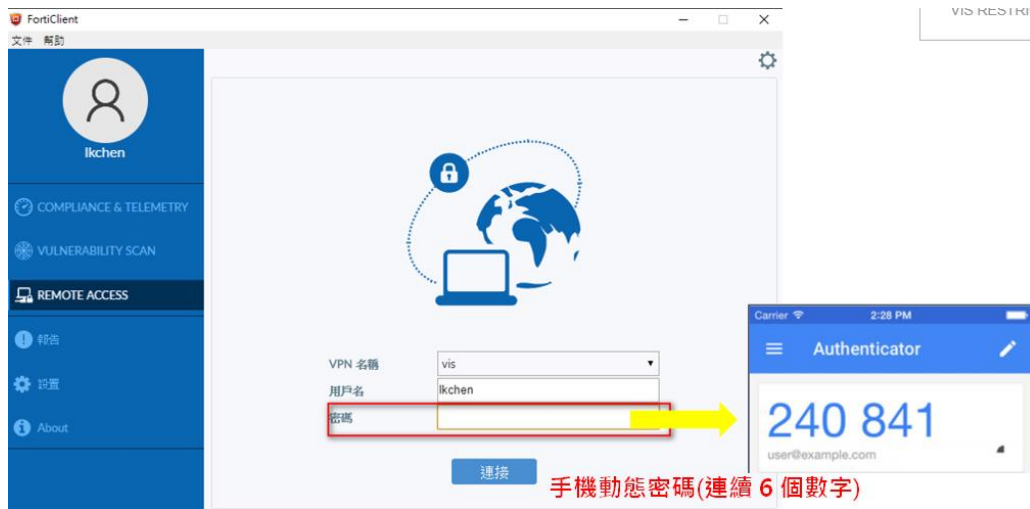 FortiClient
文件 幫助
lkchen
COMPLIANCE & TELEMETRY
VULNERABILITY SCAN
REMOTE ACCESS
報告
設置
About
VPN 名稱 vis
用戶名 lkchen
密碼
連接
手機動態密碼(連續 6 個數字)
Carrier 2:28 PM
Authenticator
240 841
user@example.com